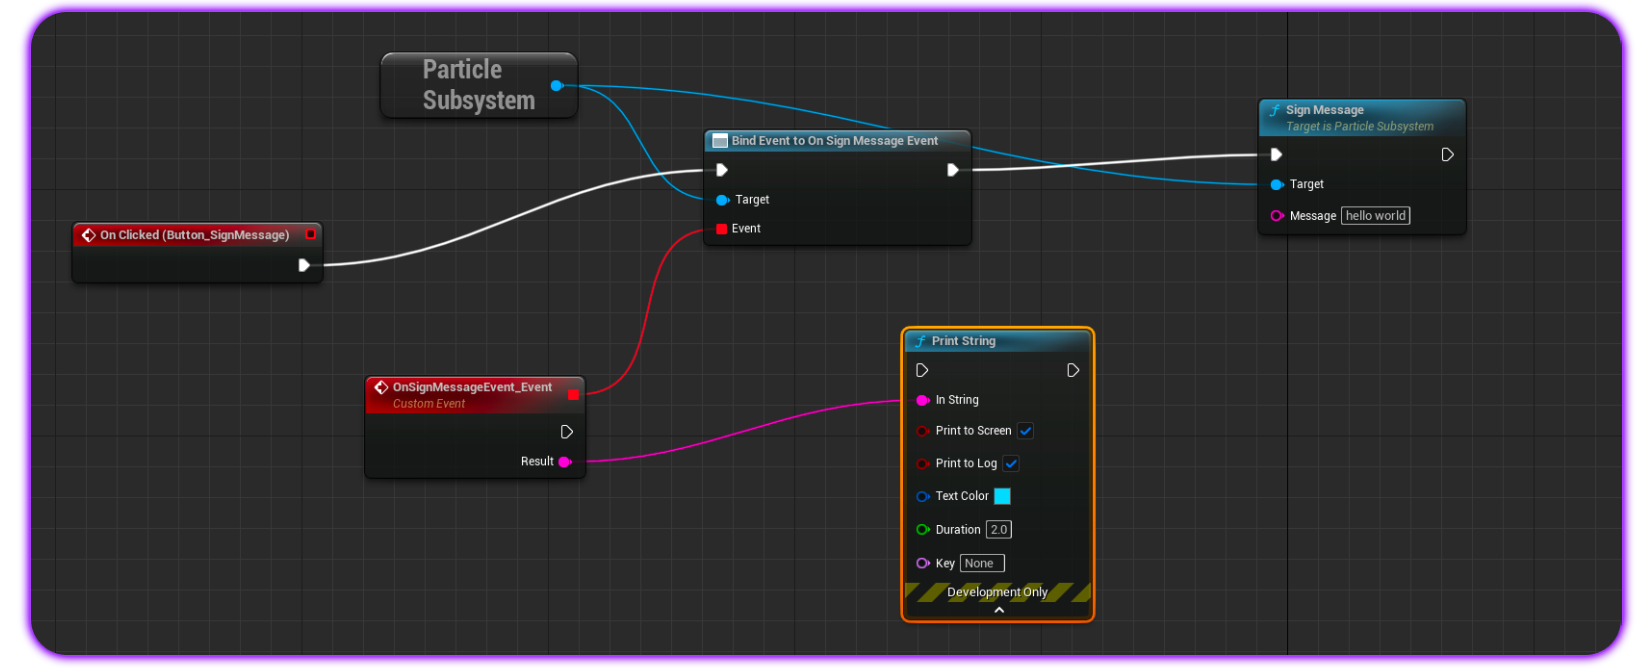 Particle
Subsystem
Bind Event to On Sign Message Event
Target
Event
Sign Message
Target is Particle Subsystem
Target
Message hello world
On Clicked (Button_SignMessage)
OnSignMessageEvent_Event
Custom Event
Result
Print String
In String
Print to Screen
Print to Log
Text Color
Duration 2.0
Key None
Development Only